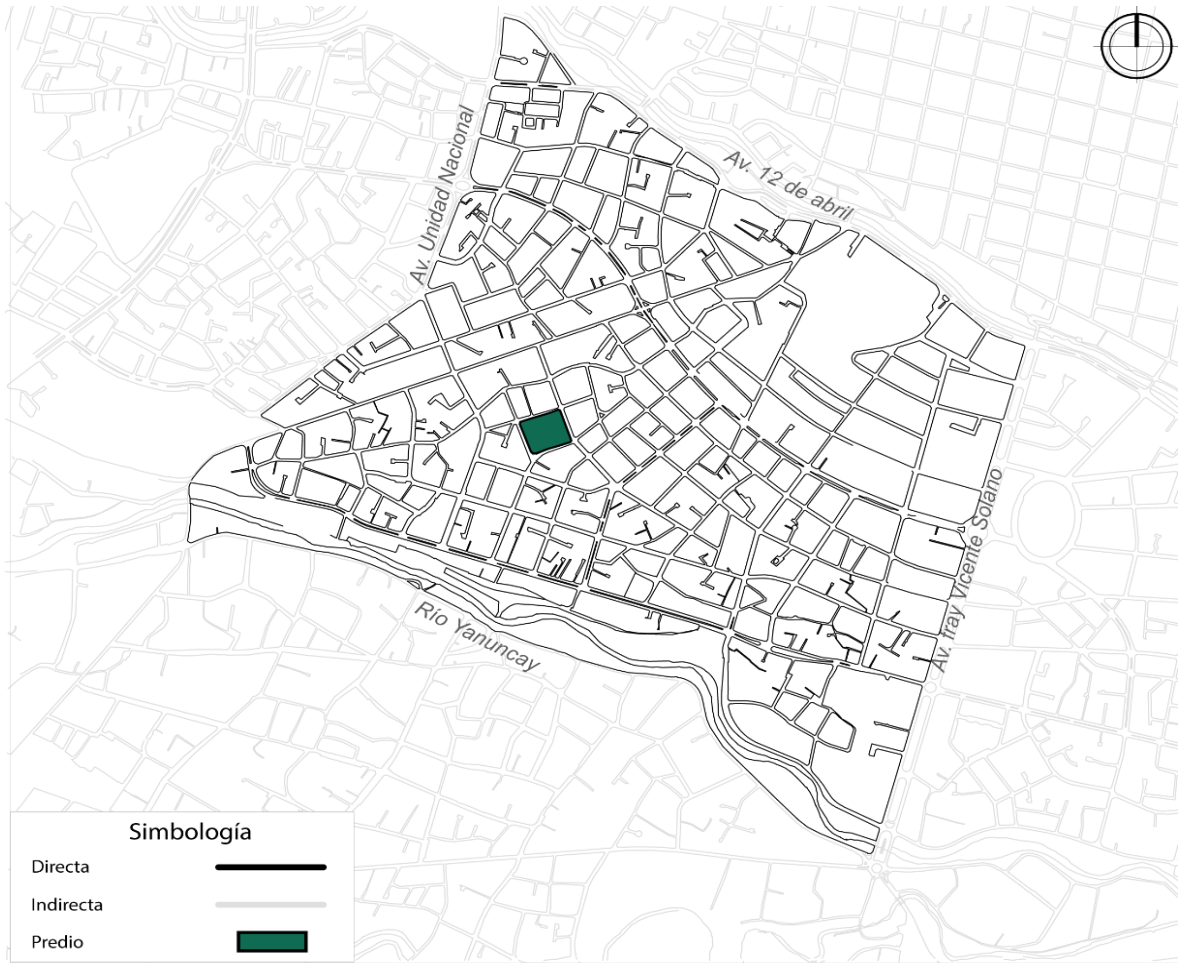 Av. Unidad Nacional
Av. 12 de abril
Av. fray Vicente Solano
Río Yanuncay
Simbología
Directa
Indirecta
Predio